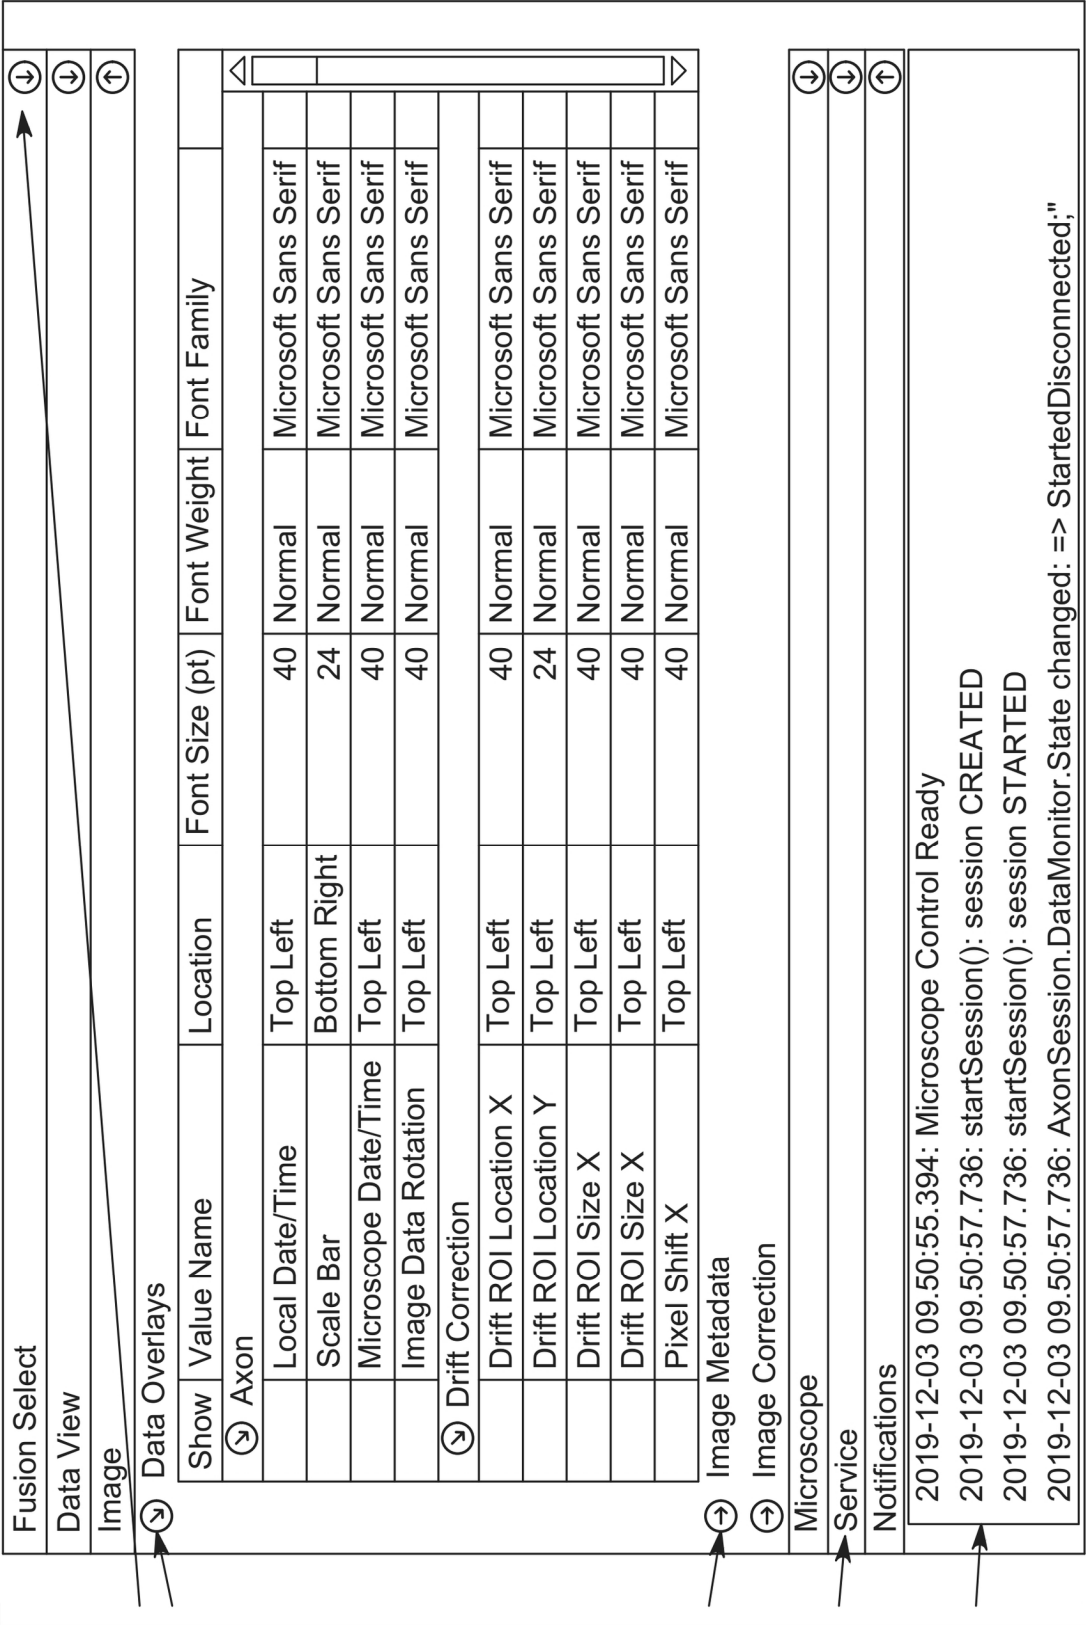 Fusion Select
Data View
Image
Data Overlays
Show Value Name Location Font Size (pt) Font Weight Font Family
Axon
Local Date/Time Top Left 40 Normal Microsoft Sans Serif
Scale Bar Bottom Right 24 Normal Microsoft Sans Serif
Microscope Date/Time Top Left 40 Normal Microsoft Sans Serif
Image Data Rotation Top Left 40 Normal Microsoft Sans Serif
Drift Correction
Drift ROI Location X Top Left 40 Normal Microsoft Sans Serif
Drift ROI Location Y Top Left 24 Normal Microsoft Sans Serif
Drift ROI Size X Top Left 40 Normal Microsoft Sans Serif
Drift ROI Size X Top Left 40 Normal Microsoft Sans Serif
Pixel Shift X Top Left 40 Normal Microsoft Sans Serif
Image Metadata
Image Correction
Microscope
Service
Notifications
2019-12-03 09.50:55.394: Microscope Control Ready
2019-12-03 09.50:57.736: startSession(): session CREATED
2019-12-03 09.50:57.736: startSession(): session STARTED
2019-12-03 09.50:57.736: AxonSession.DataMonitor.State changed: => StartedDisconnected;"